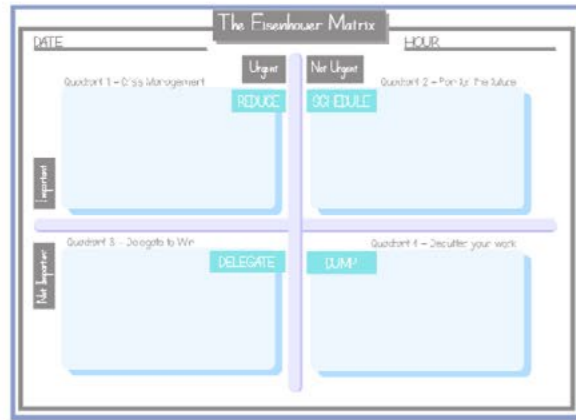 The Eisenhower Matrix
DATE
HOUR
Urgent
Not Urgent
Quadrant 1 - Crisis Management
Quadrant 2 - Plan for the future
REDUCE
SCHEDULE
Important
Quadrant 3 - Delegate to Win
Quadrant 4 - Declutter your work
DELEGATE
DUMP
Not Important